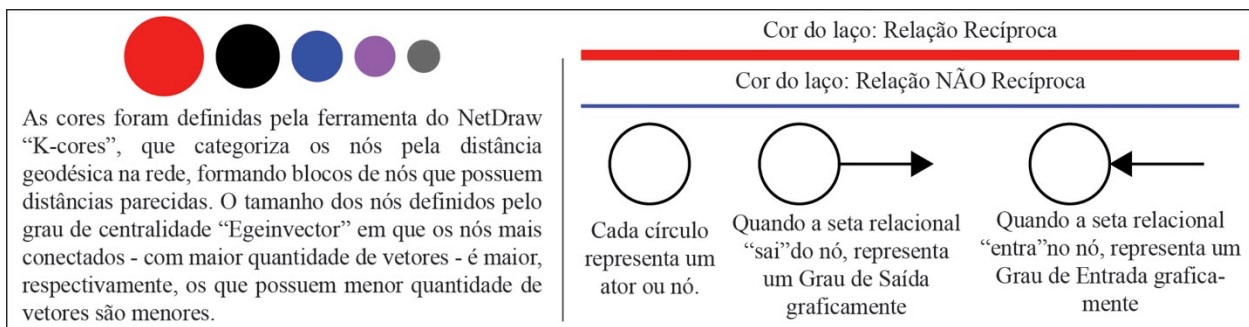 As cores foram definidas pela ferramenta do NetDraw
“K-cores”, que categoriza os nós pela distância
geodésica na rede, formando blocos de nós que possuem
distâncias parecidas. O tamanho dos nós definidos pelo
grau de centralidade “Egeinvector” em que os nós mais
conectados - com maior quantidade de vetores - é maior,
respectivamente, os que possuem menor quantidade de
vetores são menores.
Cor do laço: Relação Recíproca
Cor do laço: Relação NÃO Recíproca
Cada círculo
representa um
ator ou nó.
Quando a seta relacional
“sai”do nó, representa
um Grau de Saída
graficamente
Quando a seta relacional
“entra”no nó, representa um
Grau de Entrada grafica-
mente